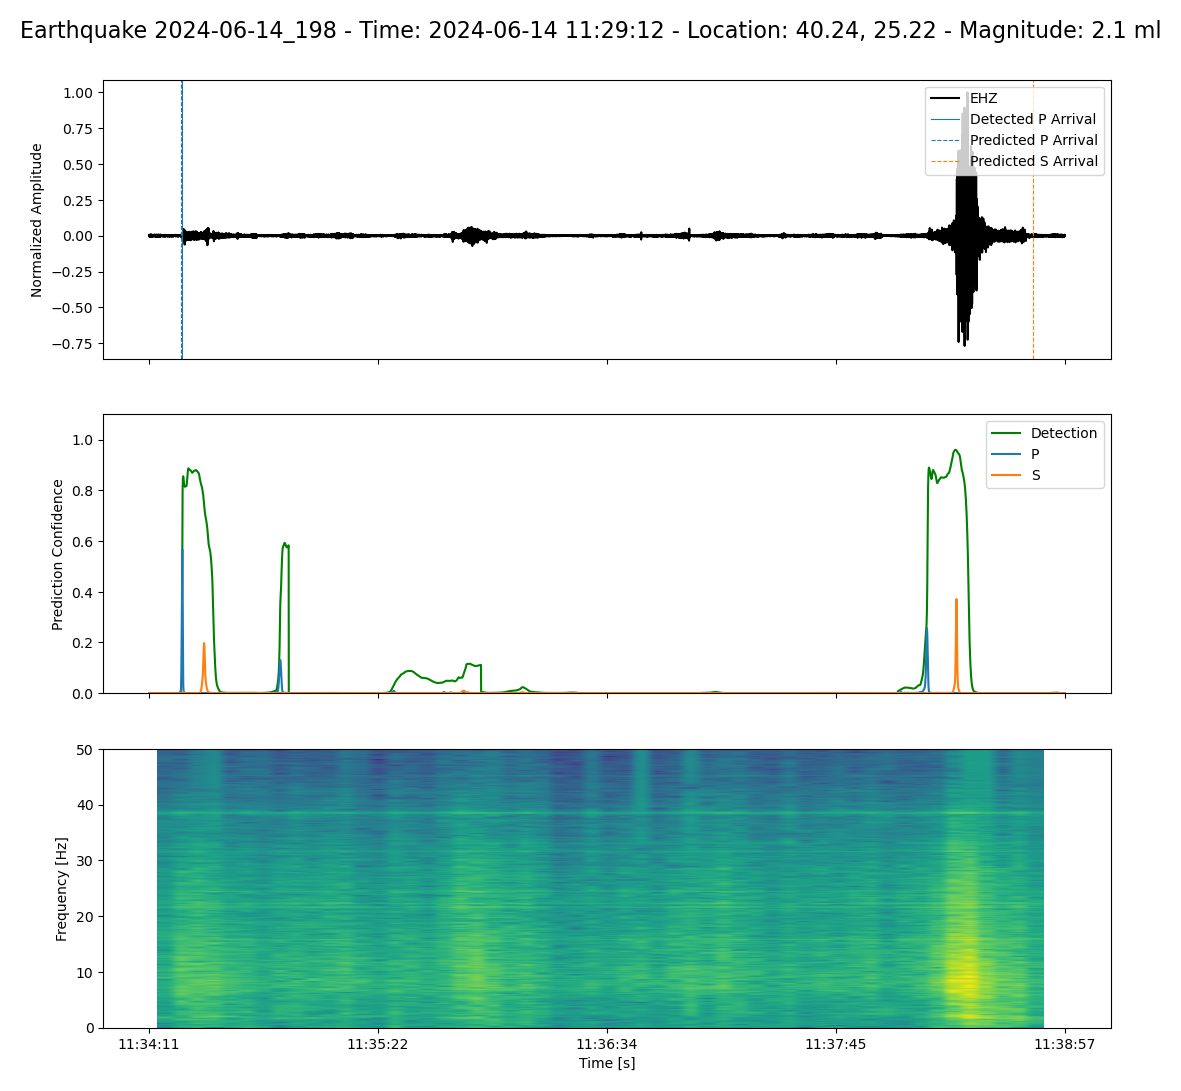 Earthquake 2024-06-14_198 - Time: 2024-06-14 11:29:12 - Location: 40.24, 25.22 - Magnitude: 2.1 ml
1.00
0.75
0.50
0.25
0.00
−0.25
−0.50
−0.75
Normalized Amplitude
EHZ
Detected P Arrival
Predicted P Arrival
Predicted S Arrival
1.0
0.8
0.6
0.4
0.2
0.0
Prediction Confidence
Detection
P
S
50
40
30
20
10
0
Frequency [Hz]
11:34:11
11:35:22
11:36:34
11:37:45
11:38:57
Time [s]